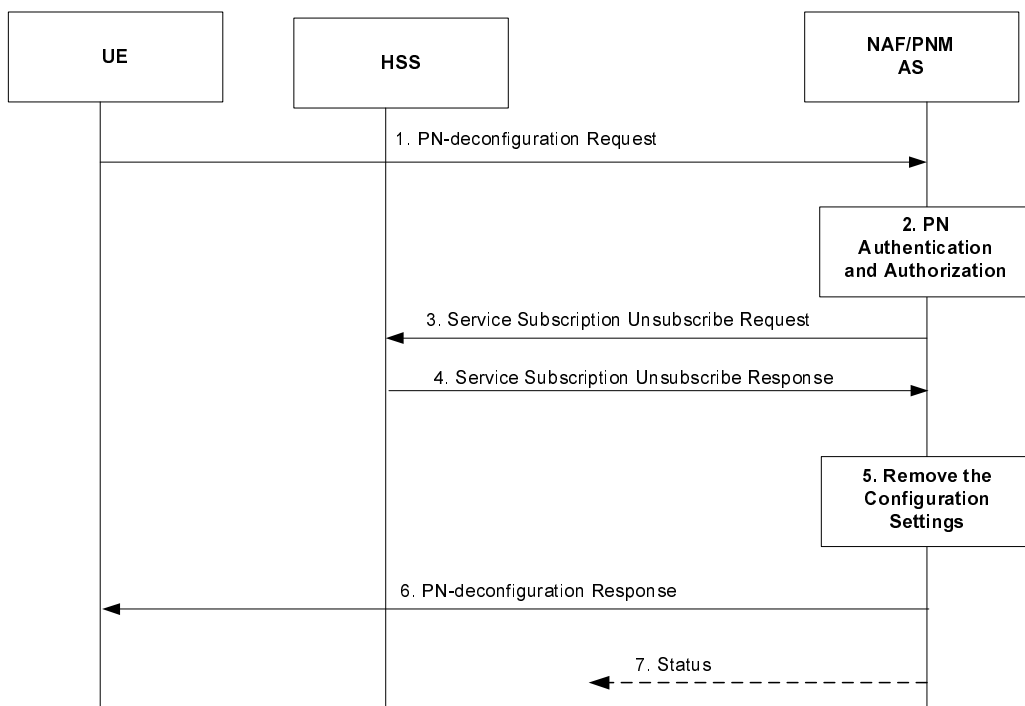 UE
HSS
NAF/PNM
AS
1. PN-deconfiguration Request
2. PN
Authentication
and Authorization
3. Service Subscription Unsubscribe Request
4. Service Subscription Unsubscribe Response
5. Remove the
Configuration
Settings
6. PN-deconfiguration Response
7. Status